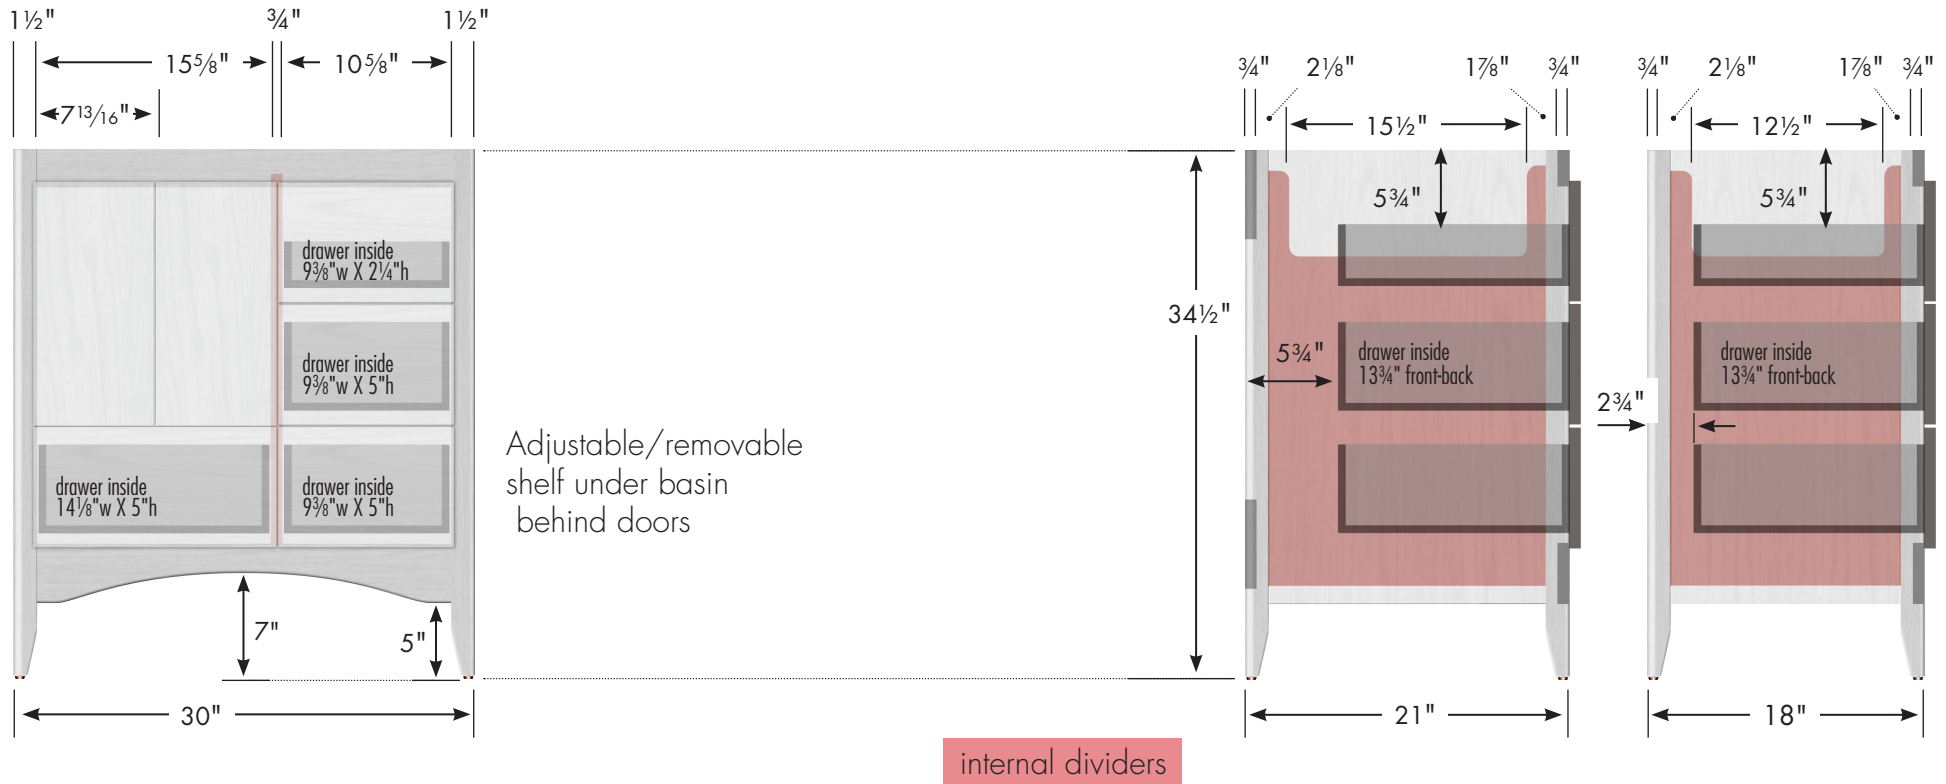 1½" ¾" 1½"
15⅝" 10⅝"
7 13/16"
drawer inside
9⅜"w X 2¼"h
drawer inside
9⅜"w X 5"h
drawer inside
14⅛"w X 5"h
drawer inside
9⅜"w X 5"h
7"
5"
30"
Adjustable/removable
shelf under basin
behind doors
34½"
¾" 2⅛" 1⅞" ¾"
15½"
5¾"
5¾"
drawer inside
13¾" front-back
21"
¾" 2⅛" 1⅞" ¾"
12½"
5¾"
drawer inside
13¾" front-back
2¾"
18"
internal dividers